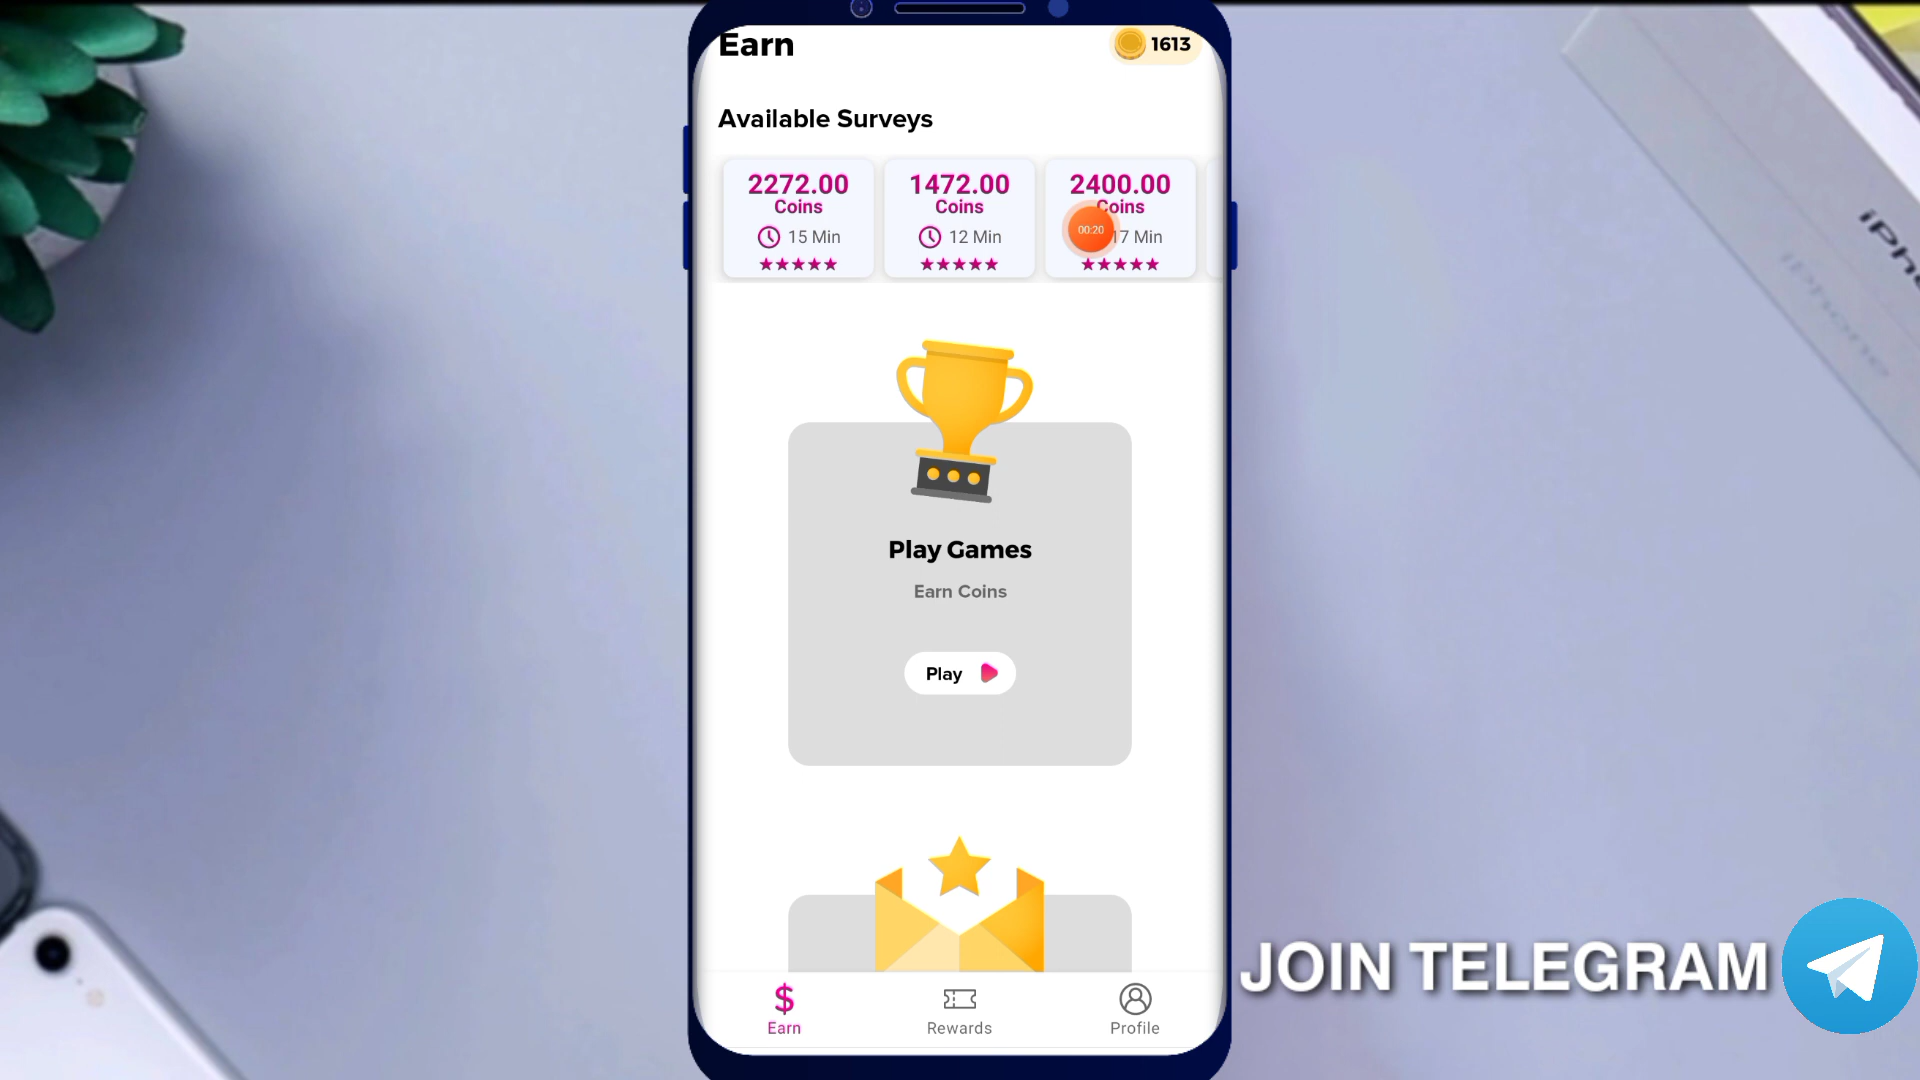 Earn
1613
Available Surveys
2272.00
Coins
15 Min
1472.00
Coins
12 Min
2400.00
Coins
00:20
17 Min
Play Games
Earn Coins
Play
Earn
Rewards
Profile
JOIN TELEGRAM
iPhone